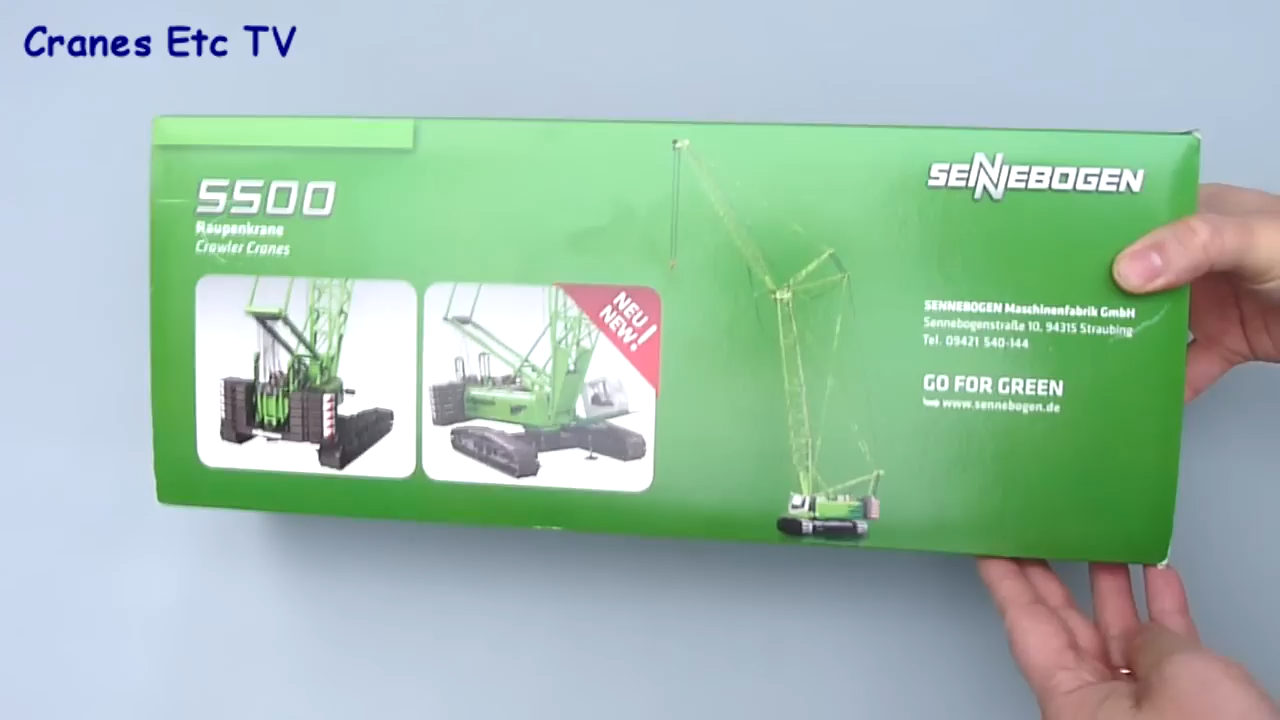 Cranes Etc TV
5500
Raupenkrane
Crawler Cranes
NEU
NEW!
SENNEBOGEN
SENNEBOGEN Maschinenfabrik GmbH
Sennebogenstraße 10, 94315 Straubing
Tel. 09421 540-144
GO FOR GREEN
www.sennebogen.de